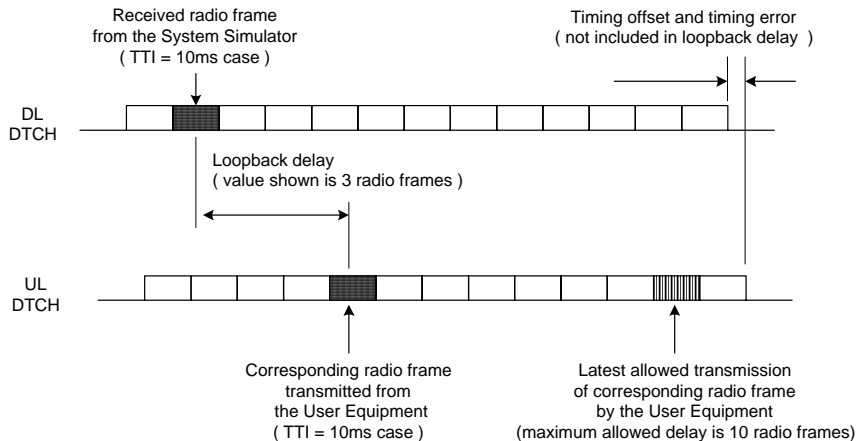 Received radio frame
from the System Simulator
( TTI = 10ms case )
Timing offset and timing error
( not included in loopback delay )
DL
DTCH
Loopback delay
( value shown is 3 radio frames )
UL
DTCH
Corresponding radio frame
transmitted from
the User Equipment
( TTI = 10ms case )
Latest allowed transmission
of corresponding radio frame
by the User Equipment
(maximum allowed delay is 10 radio frames)